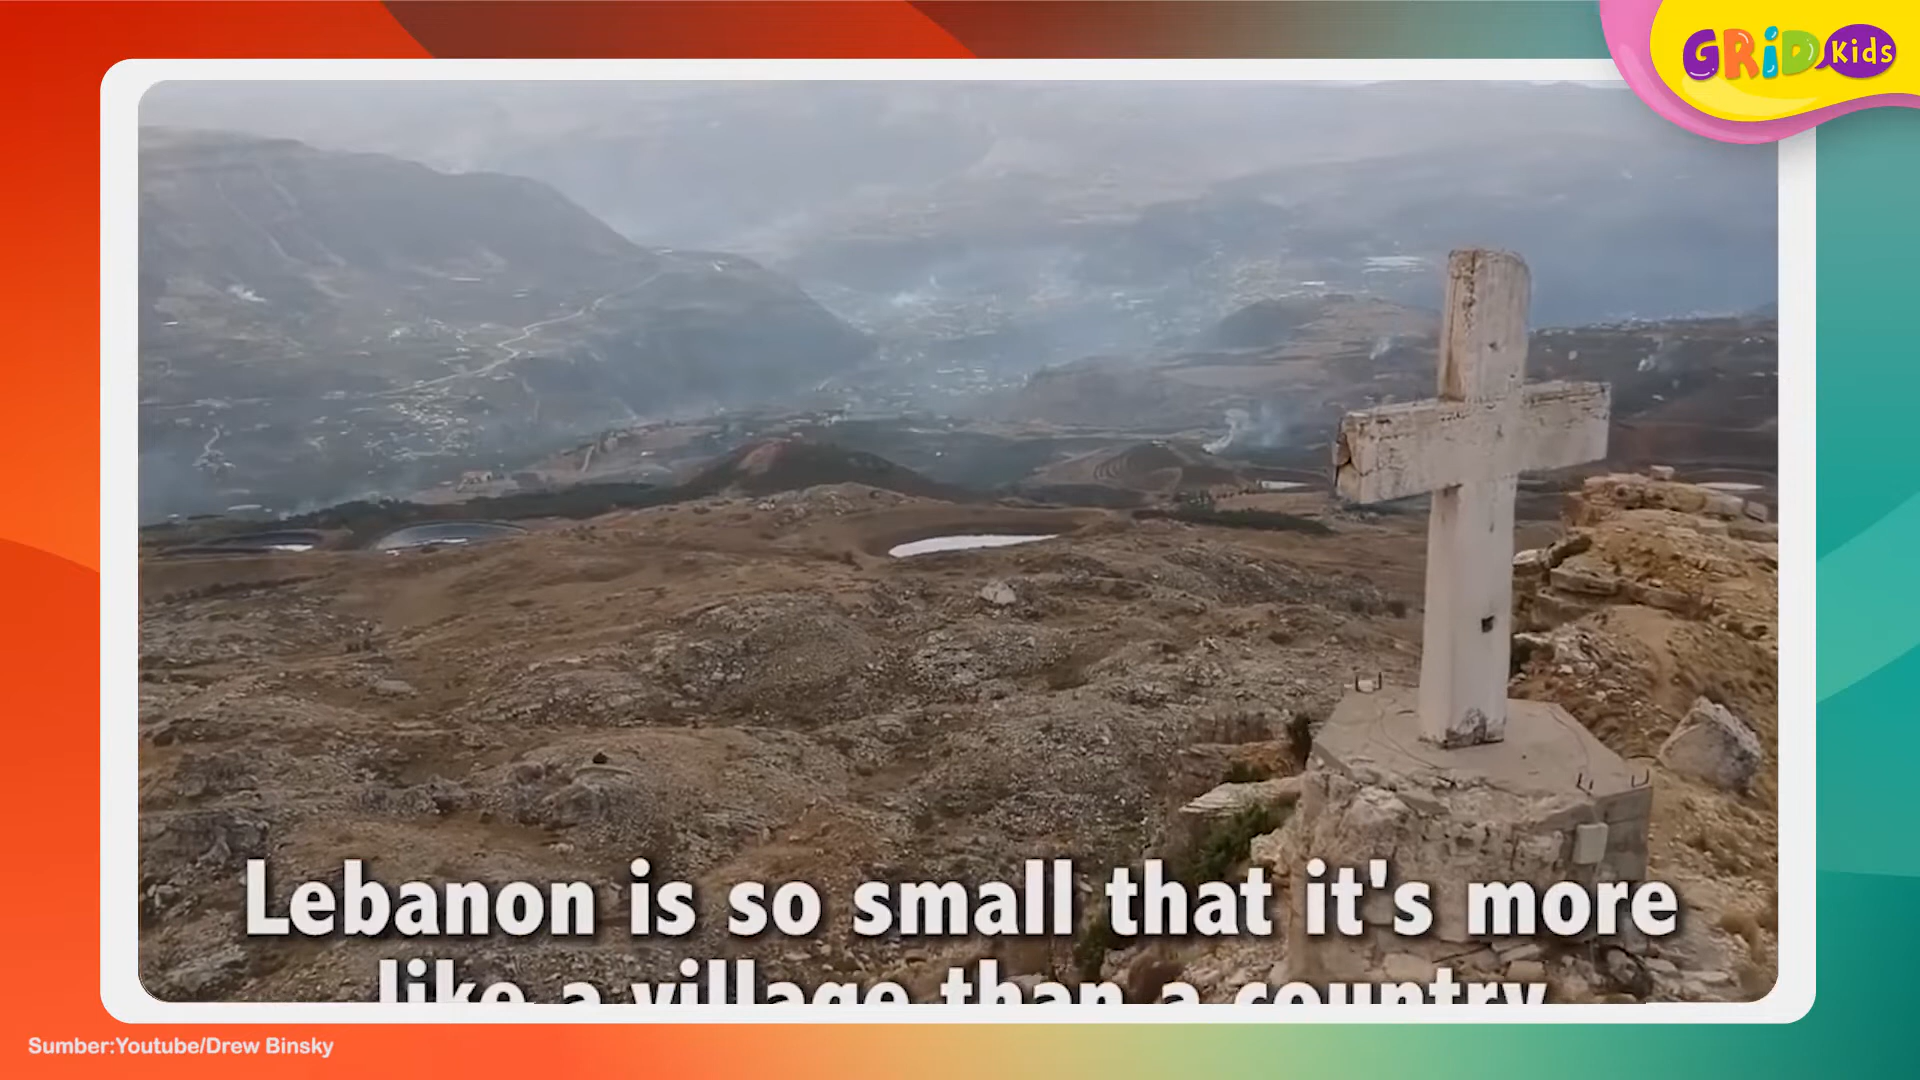 GRiD Kids
Lebanon is so small that it's more
like a village than a country
Sumber:Youtube/Drew Binsky